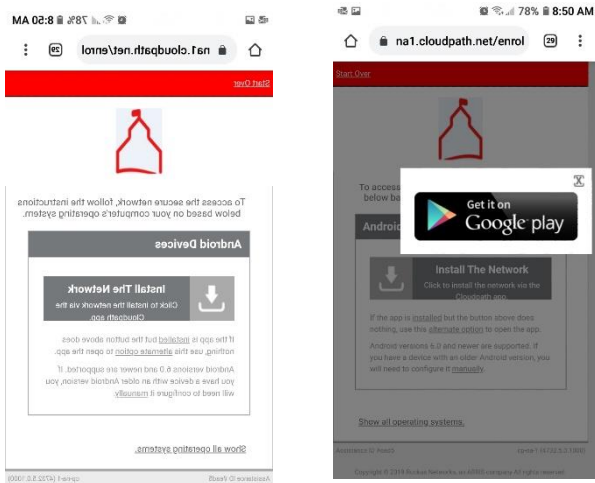 8:50 AM
78%
na1.cloudpath.net/enrol
29
Start Over
To access the secure network, follow the instructions
below based on your computer's operating system.
Android Devices
Install The Network
Click to install the network via the
Cloudpath app.
If the app is installed but the button above does
nothing, use this alternate option to open the app.
Android versions 6.0 and newer are supported. If
you have a device with an older Android version, you
will need to configure it manually.
Show all operating systems.
78% 8:50 AM
na1.cloudpath.net/enrol
29
Start Over
To access
below ba
Android
X
Get it on
Google play
Install The Network
Click to install the network via the
Cloudpath app.
If the app is installed but the button above does
nothing, use this alternate option to open the app.
Android versions 6.0 and newer are supported. If
you have a device with an older Android version, you
will need to configure it manually.
Show all operating systems.